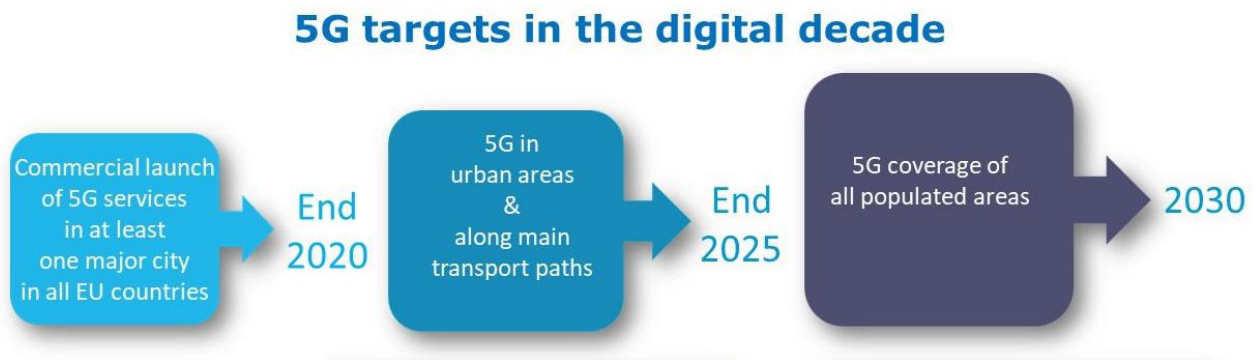 5G targets in the digital decade
Commercial launch
of 5G services
in at least
one major city
in all EU countries
End
2020
5G in
urban areas
&
along main
transport paths
End
2025
5G coverage of
all populated areas
2030